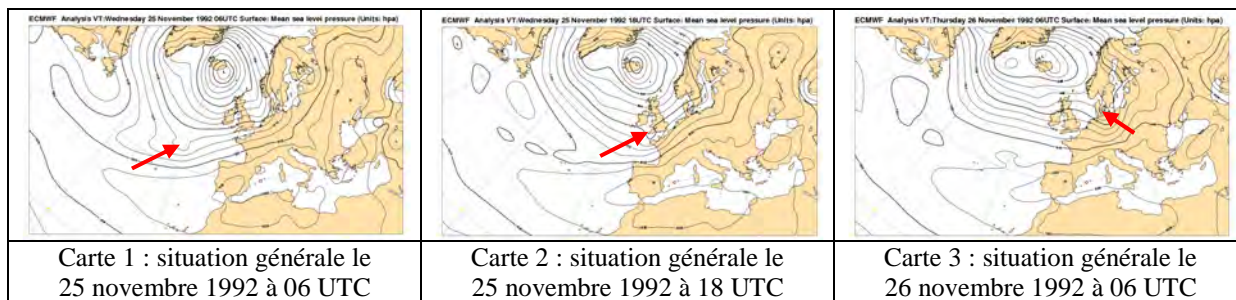 ECMWF Analysis VT:Wednesday 25 November 1992 06UTC Surface: Mean sea level pressure (Units: hpa)
ECMWF Analysis VT:Wednesday 25 November 1992 18UTC Surface: Mean sea level pressure (Units: hpa)
ECMWF Analysis VT:Thursday 26 November 1992 06UTC Surface: Mean sea level pressure (Units: hpa)
Carte 1 : situation générale le
25 novembre 1992 à 06 UTC
Carte 2 : situation générale le
25 novembre 1992 à 18 UTC
Carte 3 : situation générale le
26 novembre 1992 à 06 UTC